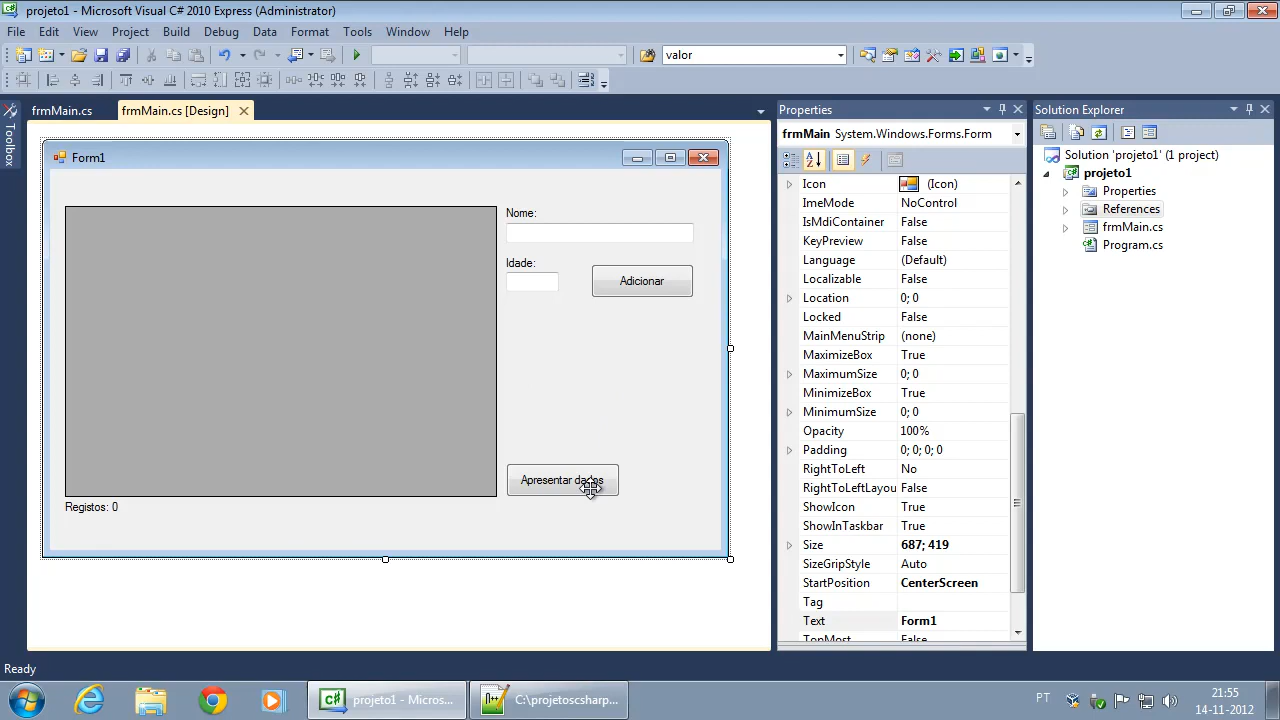 projeto1 - Microsoft Visual C# 2010 Express (Administrator)
File Edit View Project Build Debug Data Format Tools Window Help
valor
frmMain.cs
frmMain.cs [Design]
Toolbox
Form1
Nome:
Idade:
Adicionar
Apresentar dados
Registos: 0
Properties
frmMain System.Windows.Forms.Form
Icon (Icon)
ImeMode NoControl
IsMdiContainer False
KeyPreview False
Language (Default)
Localizable False
Location 0; 0
Locked False
MainMenuStrip (none)
MaximizeBox True
MaximumSize 0; 0
MinimizeBox True
MinimumSize 0; 0
Opacity 100%
Padding 0; 0; 0; 0
RightToLeft No
RightToLeftLayou False
ShowIcon True
ShowInTaskbar True
Size 687; 419
SizeGripStyle Auto
StartPosition CenterScreen
Tag
Text Form1
TopMost False
Solution Explorer
Solution 'projeto1' (1 project)
projeto1
Properties
References
frmMain.cs
Program.cs
Ready
projeto1 - Micros...
C:\projetoscsharp...
PT
21:55
14-11-2012